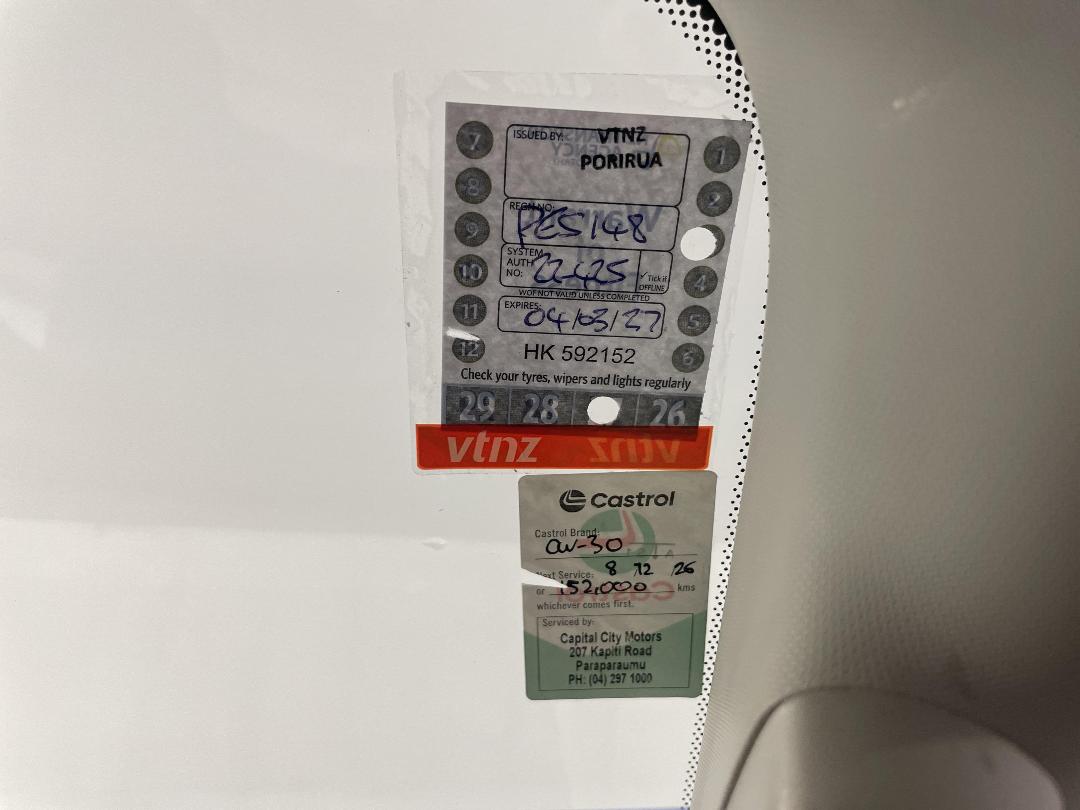 7
8
9
10
11
12
1
2
4
5
6
ISSUED BY: VTNZ
PORIRUA
REGN NO:
PES148
SYSTEM
AUTH
NO: 22-425
✓ Tick if
OFFLINE
WOF NOT VALID UNLESS COMPLETED
EXPIRES:
04/03/27
HK 592152
Check your tyres, wipers and lights regularly
29 28 26
vtnz vtnz
Castrol
Castrol Brand:
0W-30
Next Service: 8 12 26
or 152,000 kms
whichever comes first.
Serviced by:
Capital City Motors
207 Kapiti Road
Paraparaumu
PH: (04) 297 1000